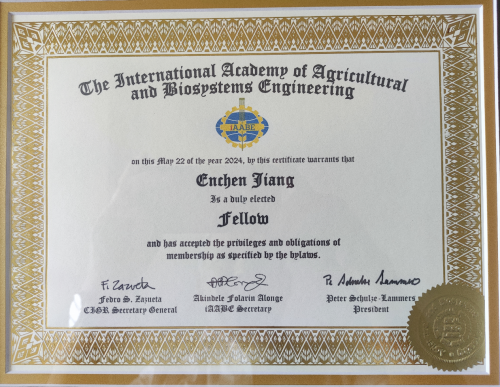 The International Academy of Agricultural
and Biosystems Engineering
iAABE
on this May 22 of the year 2024, by this certificate warrants that
Enchen Jiang
Is a duly elected
Fellow
and has accepted the privileges and obligations of
membership as specified by the bylaws.
F. Zazueta
Fedro S. Zazueta
CIGR Secretary General
Akindele Folarin Alonge
iAABE Secretary
Peter Schulze-Lammers
President